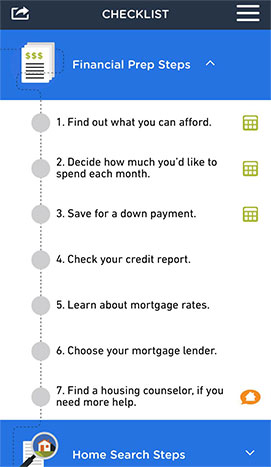 CHECKLIST
$$$
Financial Prep Steps
1. Find out what you can afford.
2. Decide how much you'd like to
spend each month.
3. Save for a down payment.
4. Check your credit report.
5. Learn about mortgage rates.
6. Choose your mortgage lender.
7. Find a housing counselor, if you
need more help.
Home Search Steps